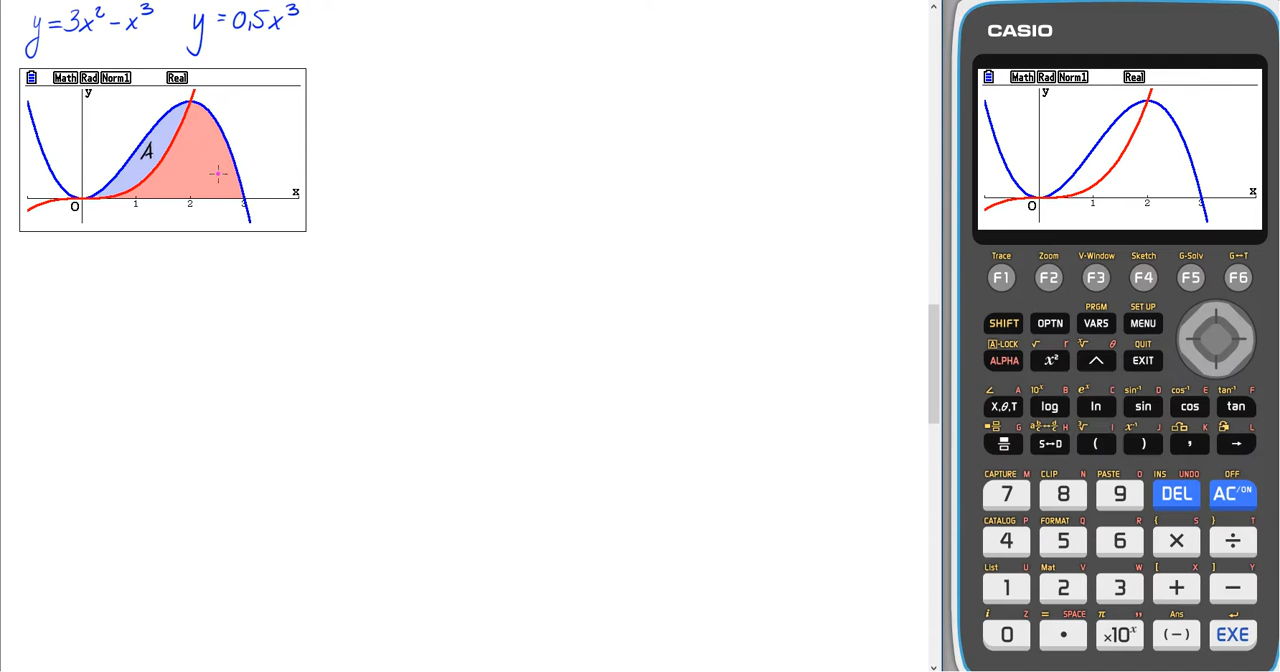 y = 3x² - x³ y = 0,5x³
Math Rad Norm1 Real
y
A
x
O 1 2 3
CASIO
Math Rad Norm1 Real
y
x
O 1 2 3
Trace Zoom V-Window Sketch G-Solv G↔T
F1 F2 F3 F4 F5 F6
PRGM SET UP
SHIFT OPTN VARS MENU
A-LOCK √ r ˣ√ θ QUIT
ALPHA x² ^ EXIT
∠ A 10ˣ B eˣ C sin⁻¹ D cos⁻¹ E tan⁻¹ F
X,θ,T log ln sin cos tan
G H ³√ I x⁻¹ J K L
S↔D ( ) , →
CAPTURE M CLIP N PASTE O INS UNDO OFF
7 8 9 DEL AC/ON
CATALOG P FORMAT Q R { S } T
4 5 6 × ÷
List U Mat V W [ X ] Y
1 2 3 + −
i Z = SPACE π " Ans ↵
0 • ×10ˣ (−) EXE